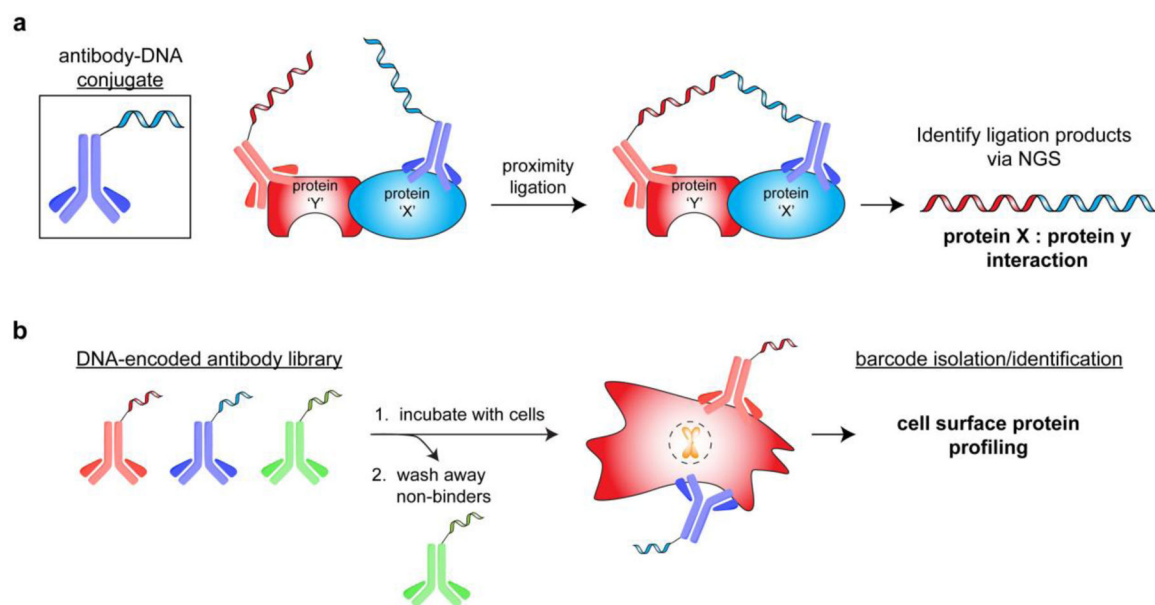 a
antibody-DNA
conjugate
protein
'Y'
protein
'X'
proximity
ligation
protein
'Y'
protein
'X'
Identify ligation products
via NGS
protein X : protein y
interaction
b
DNA-encoded antibody library
1. incubate with cells
2. wash away
non-binders
barcode isolation/identification
cell surface protein
profiling